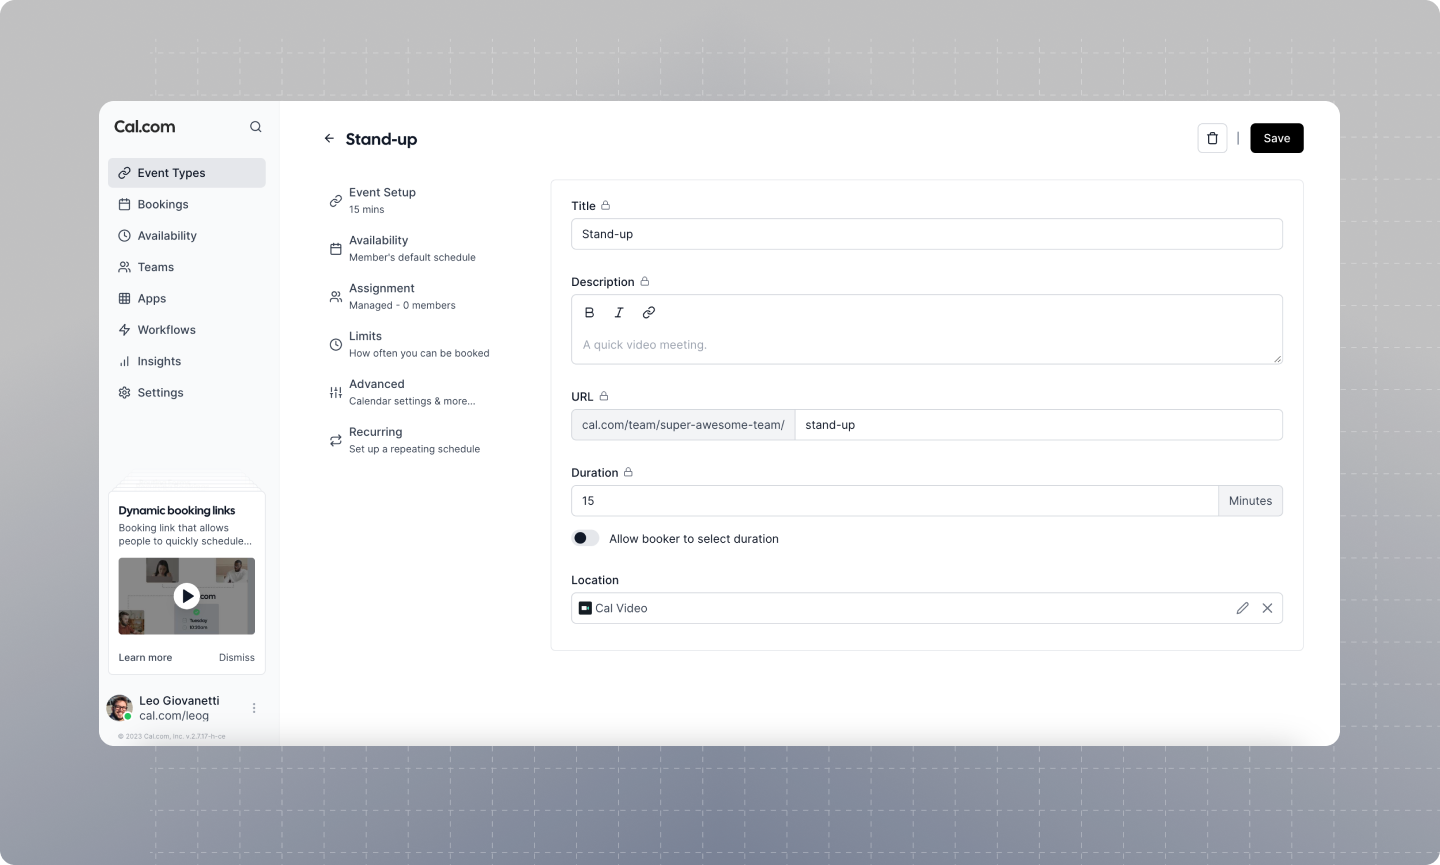 Cal.com
Event Types
Bookings
Availability
Teams
Apps
Workflows
Insights
Settings
Dynamic booking links
Booking link that allows
people to quickly schedule...
com
Tuesday
10:30am
Learn more
Dismiss
Leo Giovanetti
cal.com/leog
© 2023 Cal.com, Inc. v.2.7.17-h-ce
Stand-up
Save
Event Setup
15 mins
Availability
Member's default schedule
Assignment
Managed - 0 members
Limits
How often you can be booked
Advanced
Calendar settings & more...
Recurring
Set up a repeating schedule
Title
Stand-up
Description
B I
A quick video meeting.
URL
cal.com/team/super-awesome-team/ stand-up
Duration
15 Minutes
Allow booker to select duration
Location
Cal Video